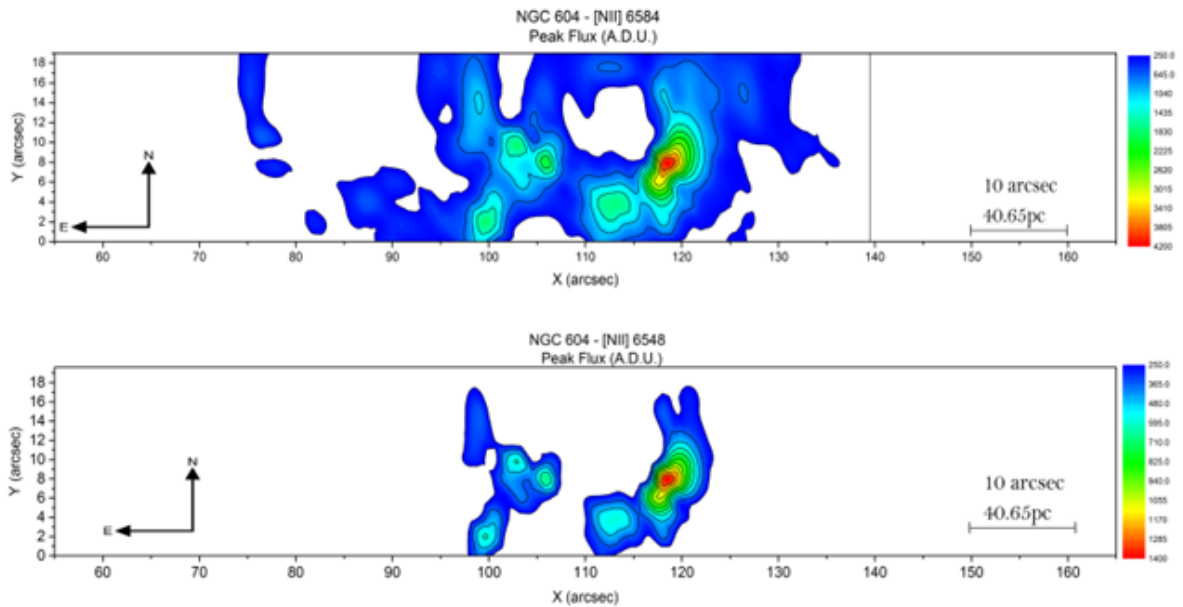 NGC 604 - [NII] 6584
Peak Flux (A.D.U.)
Y (arcsec)
18
16
14
12
10
8
6
4
2
0
N
E
10 arcsec
40.65pc
250.0
645.0
1040
1435
1830
2225
2620
3015
3410
3805
4200
60 70 80 90 100 110 120 130 140 150 160
X (arcsec)
NGC 604 - [NII] 6548
Peak Flux (A.D.U.)
Y (arcsec)
18
16
14
12
10
8
6
4
2
0
N
E
10 arcsec
40.65pc
250.0
365.0
480.0
595.0
710.0
825.0
940.0
1055
1170
1285
1400
60 70 80 90 100 110 120 130 140 150 160
X (arcsec)